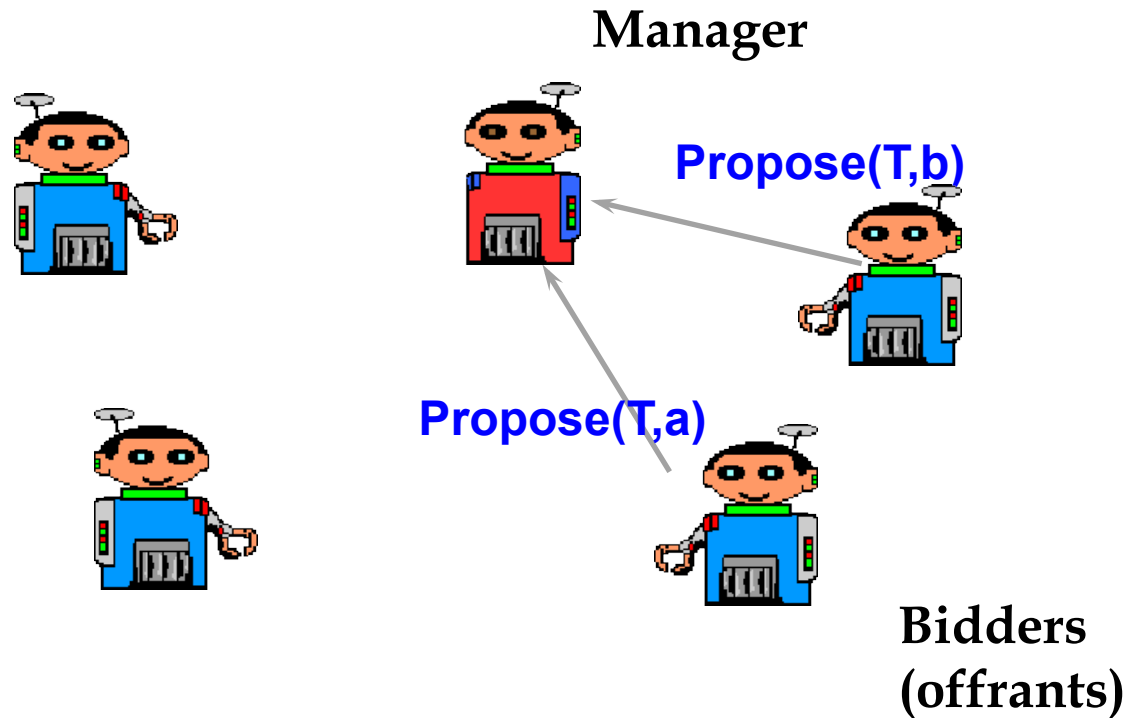 Manager
Propose(T,b)
Propose(T,a)
Bidders
(offrants)